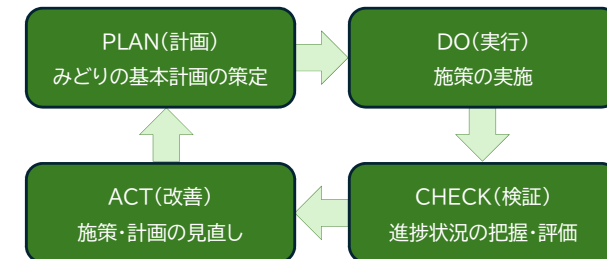 PLAN(計画)
みどりの基本計画の策定
DO(実行)
施策の実施
ACT(改善)
施策・計画の見直し
CHECK(検証)
進捗状況の把握・評価